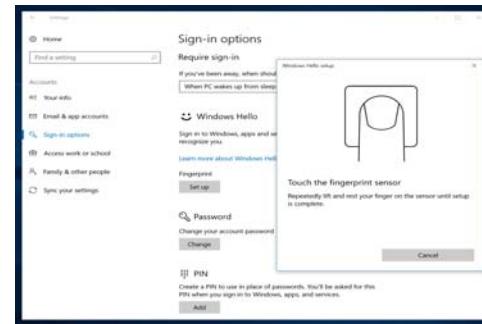 Settings
Home
Find a setting
Accounts
Your info
Email & app accounts
Sign-in options
Access work or school
Family & other people
Sync your settings
Sign-in options
Require sign-in
If you've been away, when shoul
When PC wakes up from sleep
Windows Hello
Sign in to Windows, apps and se
recognize you.
Learn more about Windows Hell
Fingerprint
Set up
Password
Change your account password
Change
PIN
Create a PIN to use in place of passwords. You'll be asked for this
PIN when you sign in to Windows, apps, and services.
Add
Windows Hello setup
Touch the fingerprint sensor
Repeatedly lift and rest your finger on the sensor until setup
is complete.
Cancel